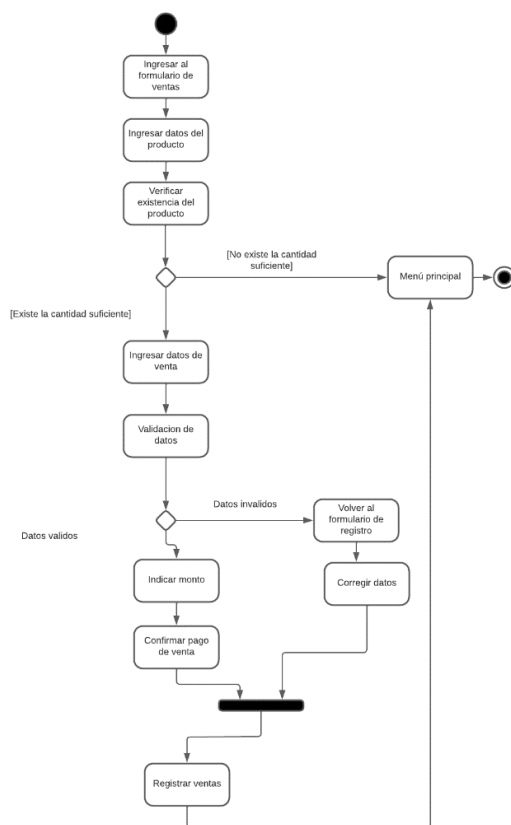 Ingresar al
formulario de
ventas
Ingresar datos del
producto
Verificar
existencia del
producto
[No existe la cantidad
suficiente]
Menú principal
[Existe la cantidad suficiente]
Ingresar datos de
venta
Validacion de
datos
Datos invalidos
Volver al
formulario de
registro
Datos validos
Indicar monto
Corregir datos
Confirmar pago
de venta
Registrar ventas